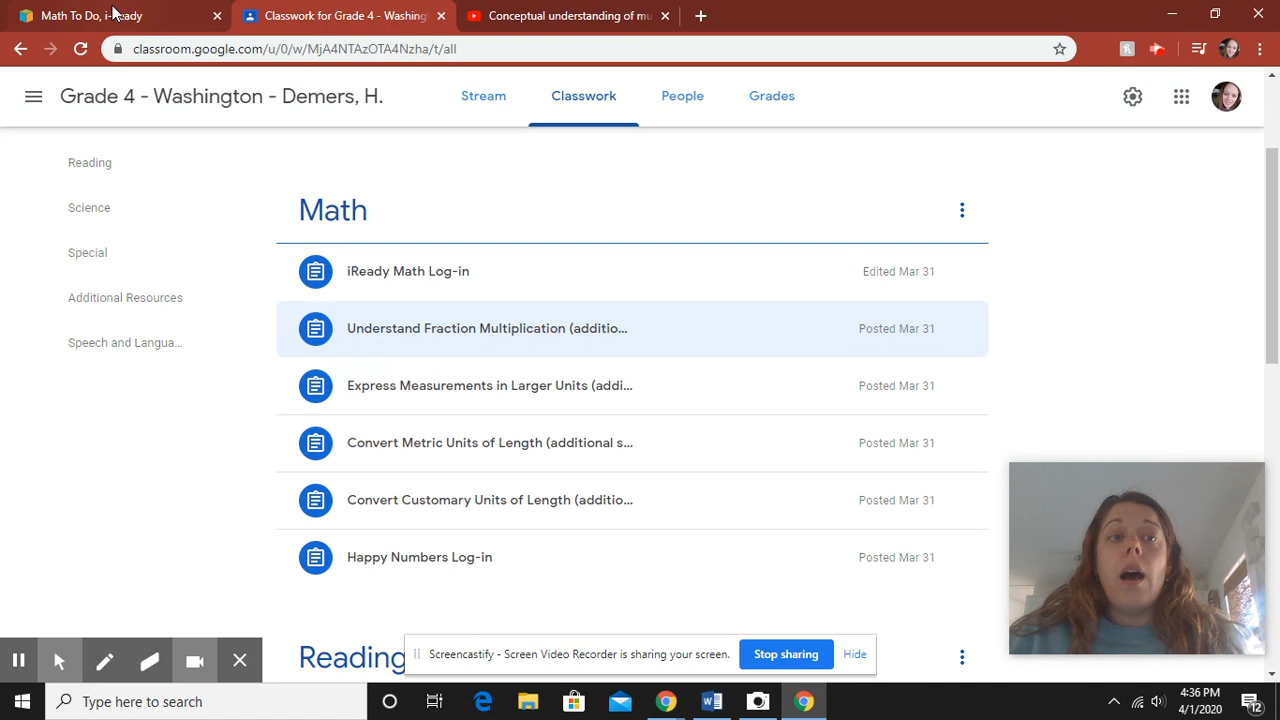 Math To Do, i-Ready
Classwork for Grade 4 - Washing
Conceptual understanding of mu
classroom.google.com/u/0/w/MjA4NTAzOTA4Nzha/t/all
Grade 4 - Washington - Demers, H.
Stream
Classwork
People
Grades
Reading
Science
Special
Additional Resources
Speech and Langua...
Math
iReady Math Log-in
Edited Mar 31
Understand Fraction Multiplication (additio...
Posted Mar 31
Express Measurements in Larger Units (addi...
Posted Mar 31
Convert Metric Units of Length (additional s...
Posted Mar 31
Convert Customary Units of Length (additio...
Posted Mar 31
Happy Numbers Log-in
Posted Mar 31
Reading
Screencastify - Screen Video Recorder is sharing your screen.
Stop sharing
Hide
Type here to search
4:36 PM
4/1/2020
12